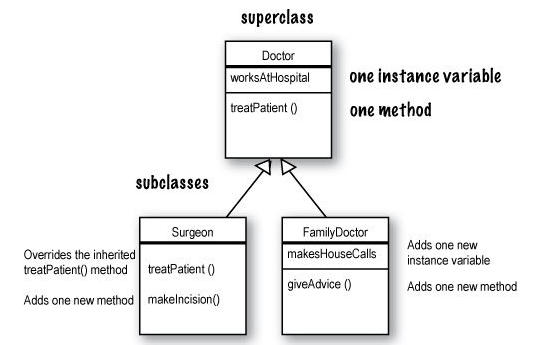 superclass
Doctor
worksAtHospital
one instance variable
treatPatient ()
one method
subclasses
Surgeon
Overrides the inherited
treatPatient() method
treatPatient ()
Adds one new method
makeIncision()
FamilyDoctor
makesHouseCalls
Adds one new
instance variable
giveAdvice ()
Adds one new method